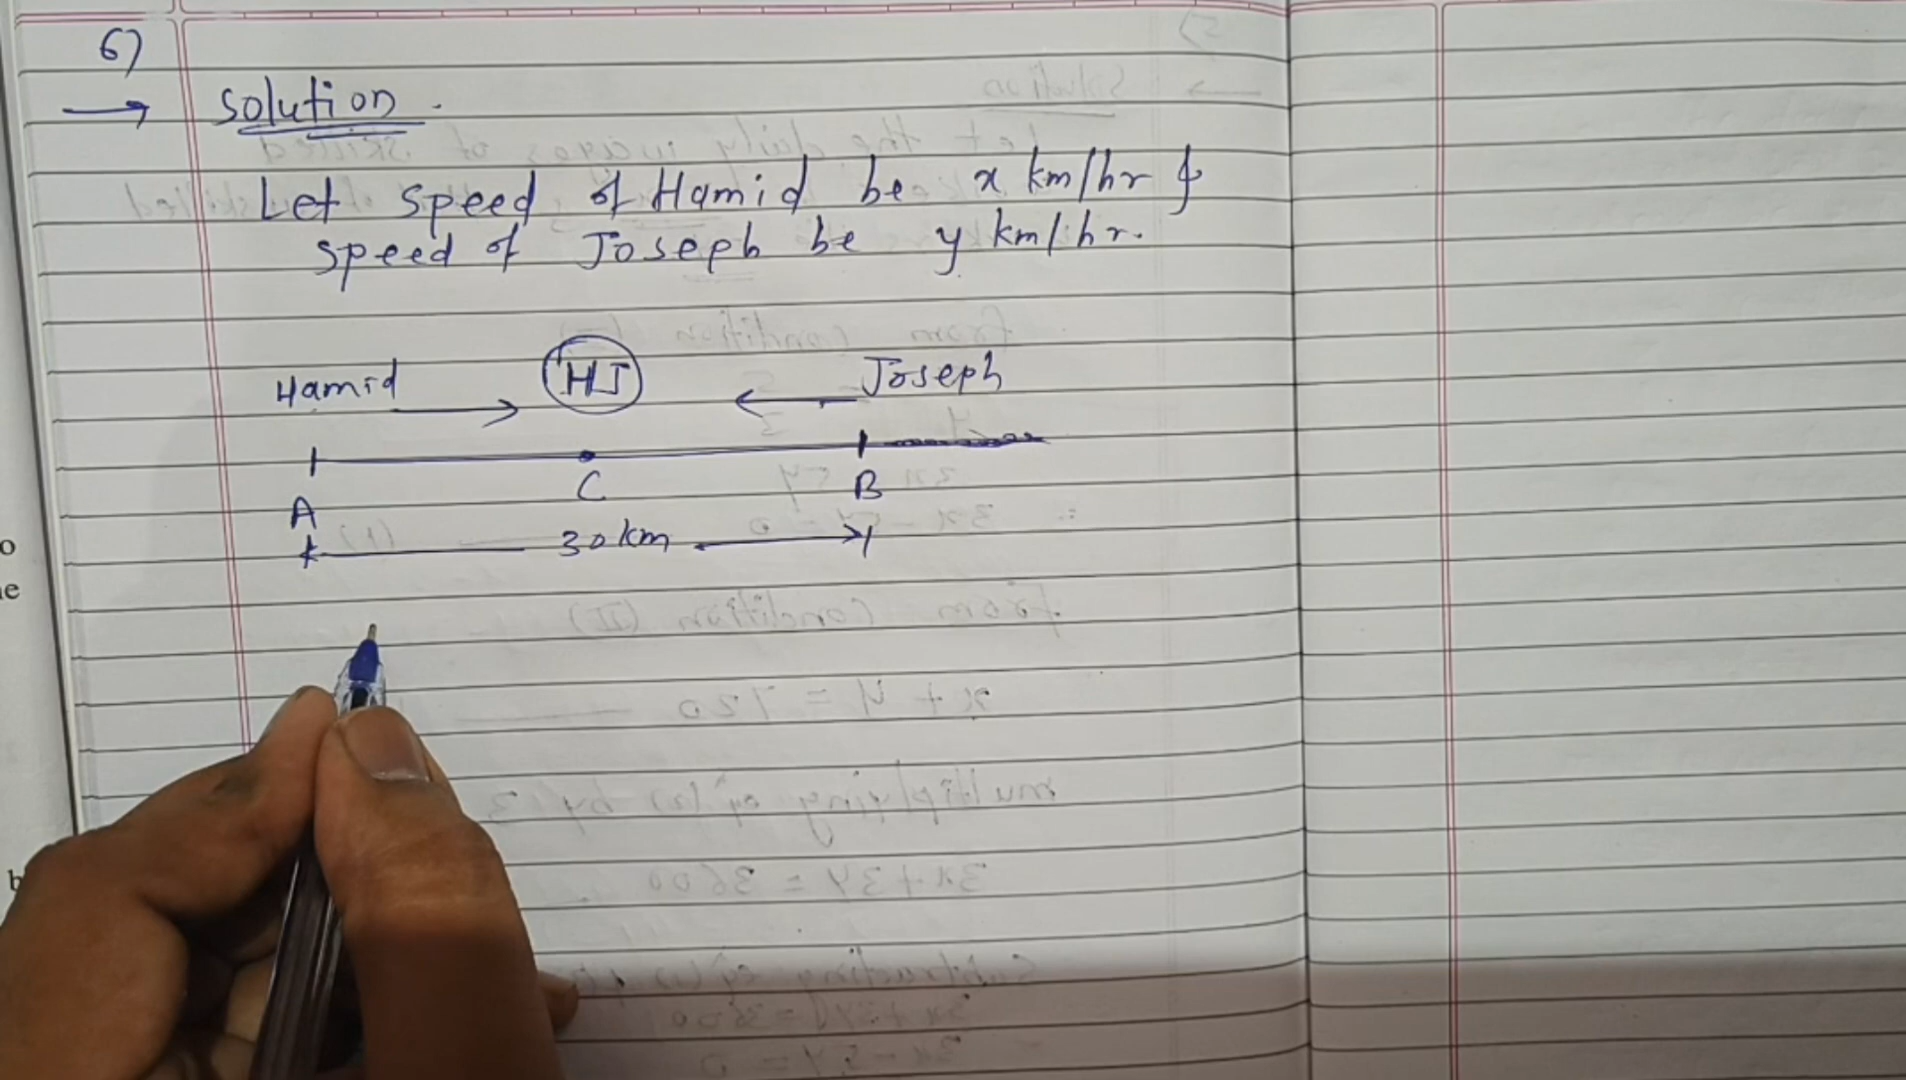 6)
→ Solution.
Let speed of Hamid be x km/hr &
speed of Joseph be y km/hr.
Hamid HJ Joseph
A C B
30 km